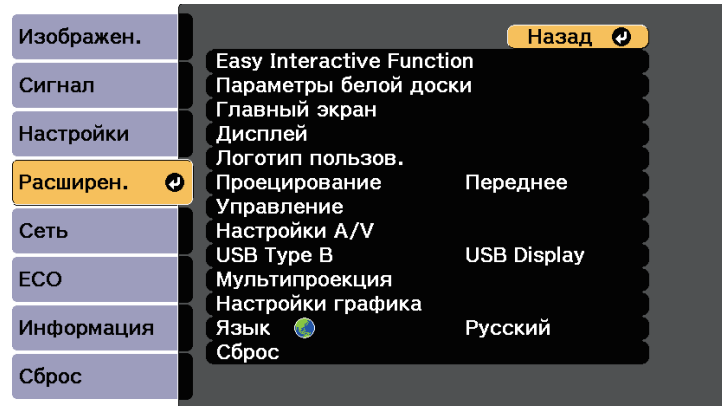 Изображен.
Сигнал
Настройки
Расширен.
Сеть
ECO
Информация
Сброс
Назад
Easy Interactive Function
Параметры белой доски
Главный экран
Дисплей
Логотип пользов.
Проецирование Переднее
Управление
Настройки A/V
USB Type B USB Display
Мультипроекция
Настройки графика
Язык Русский
Сброс